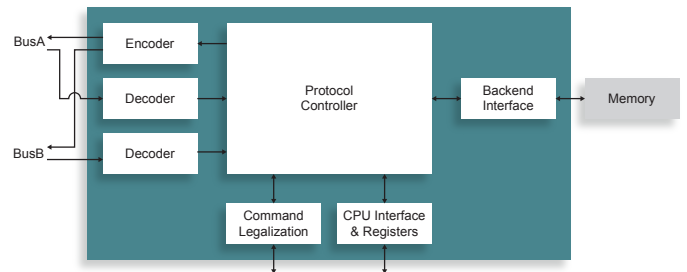 BusA
Encoder
Decoder
BusB
Decoder
Protocol
Controller
Backend
Interface
Memory
Command
Legalization
CPU Interface
& Registers